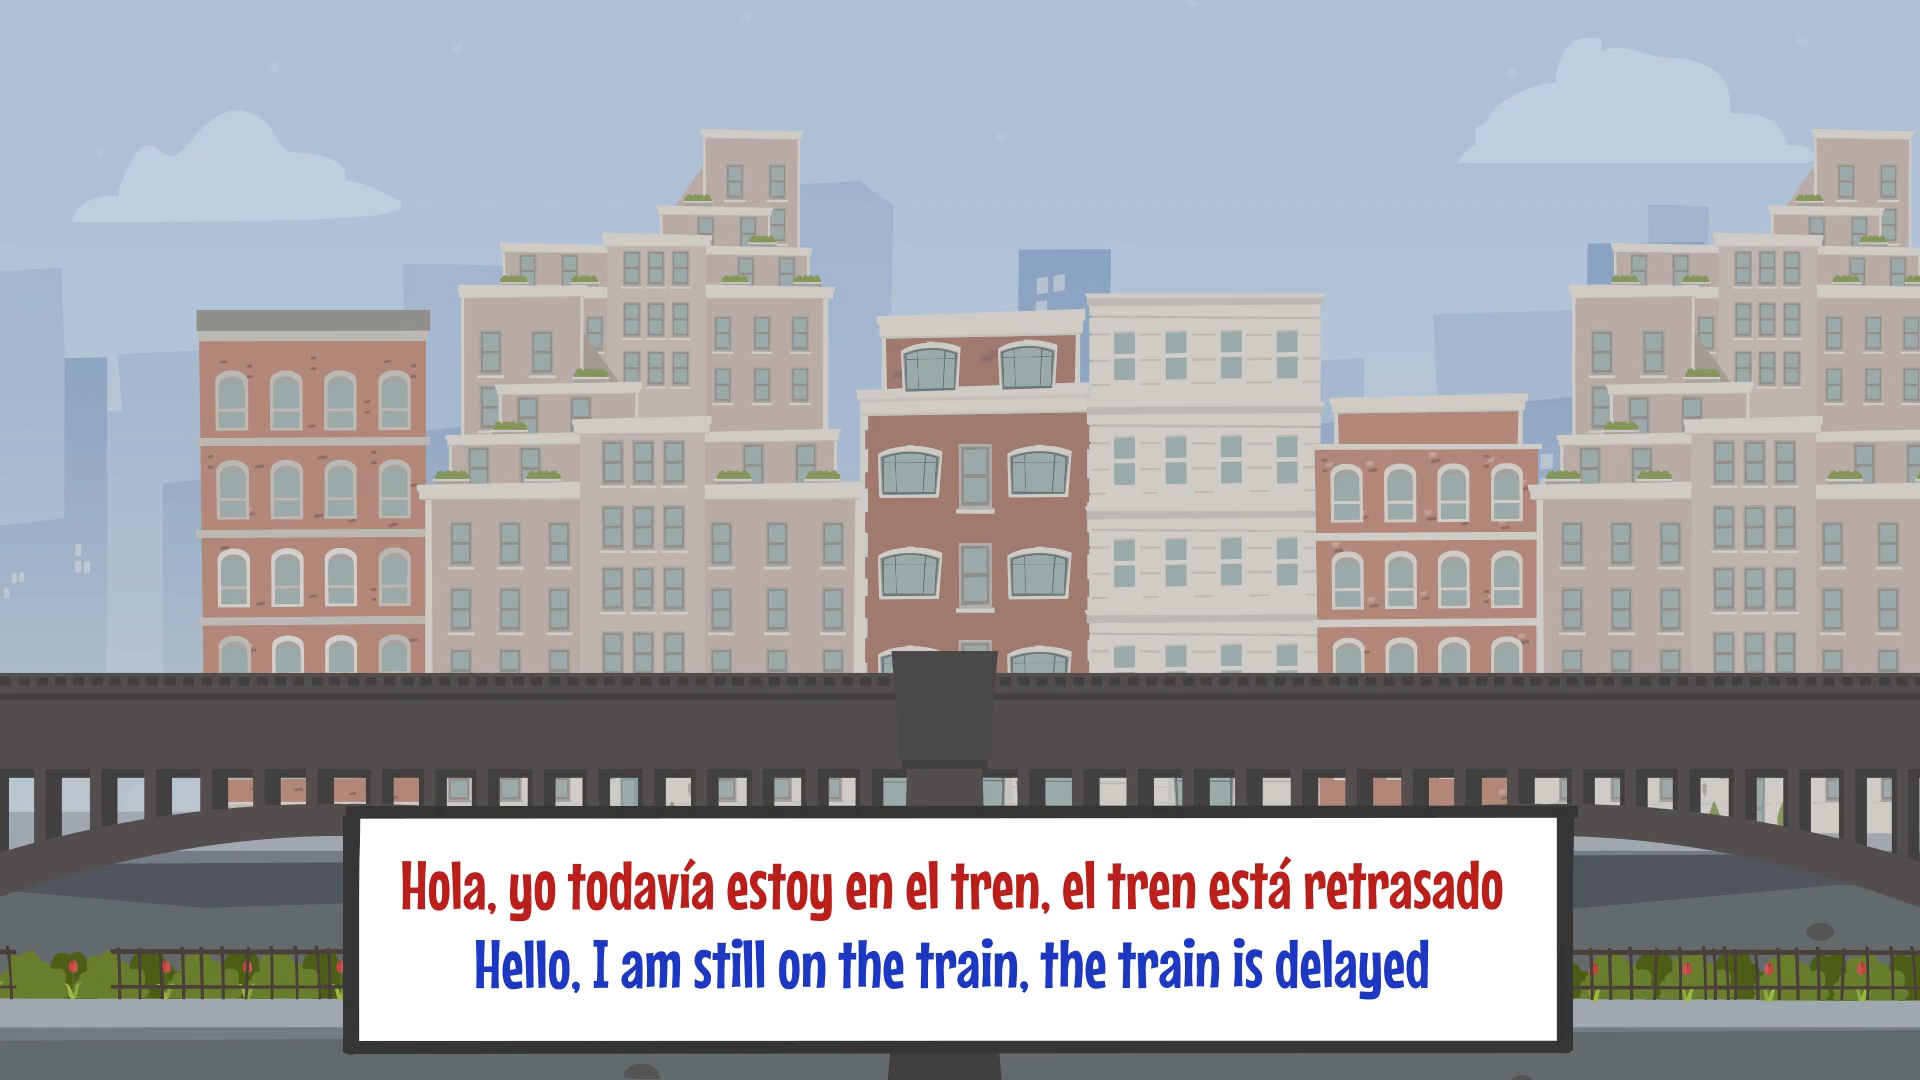 Hola, yo todavía estoy en el tren, el tren está retrasado
Hello, I am still on the train, the train is delayed